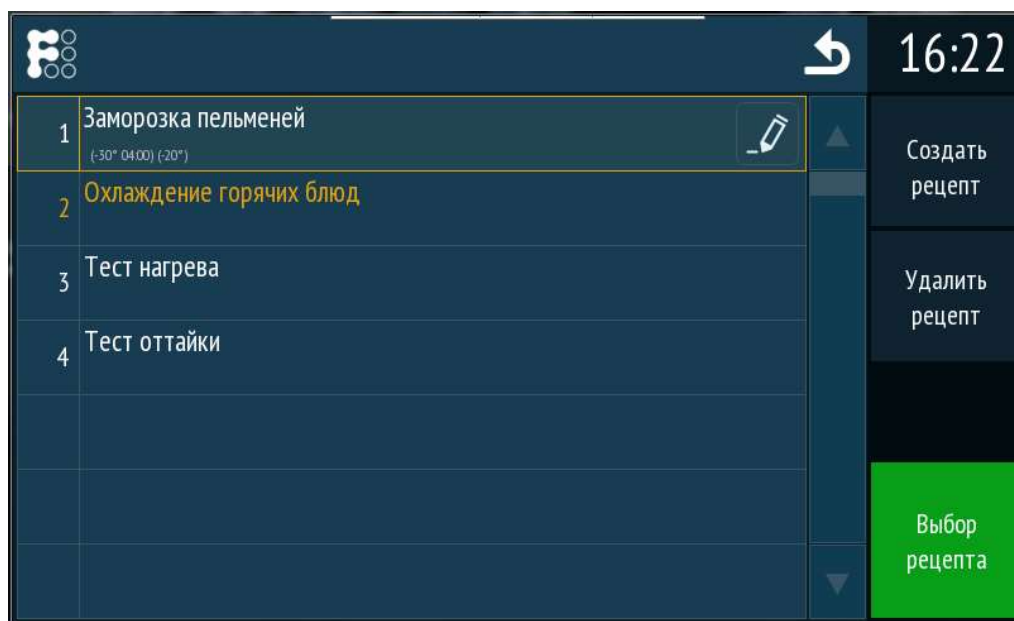 16:22
1 Заморозка пельменей
(-30° 04:00) (-20°)
2 Охлаждение горячих блюд
3 Тест нагрева
4 Тест оттайки
Создать
рецепт
Удалить
рецепт
Выбор
рецепта